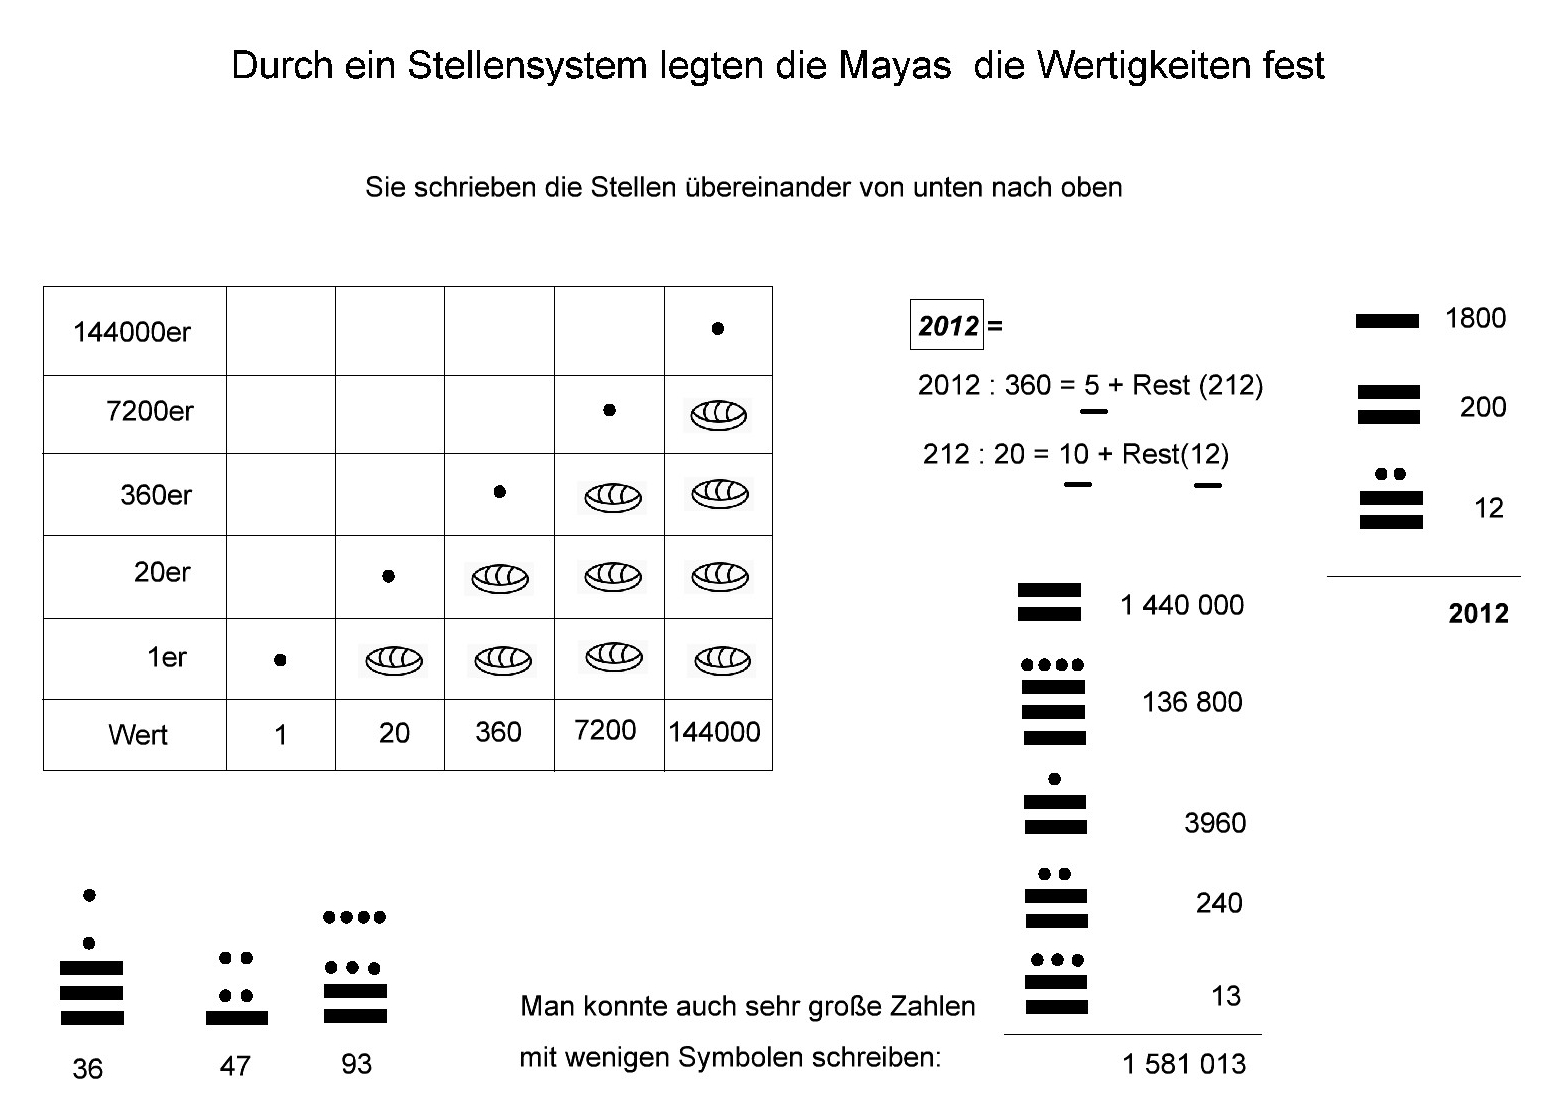 Durch ein Stellensystem legten die Mayas die Wertigkeiten fest
Sie schrieben die Stellen übereinander von unten nach oben
144000er
7200er
360er
20er
1er
Wert 1 20 360 7200 144000
2012 =
2012 : 360 = 5 + Rest (212)
212 : 20 = 10 + Rest(12)
1800
200
12
2012
1 440 000
136 800
3960
240
13
1 581 013
36 47 93
Man konnte auch sehr große Zahlen
mit wenigen Symbolen schreiben: